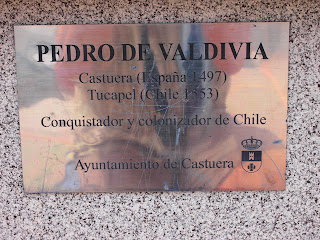 PEDRO DE VALDIVIA
Castuera (España 1497)
Tucapel (Chile 1553)
Conquistador y colonizador de Chile
Ayuntamiento de Castuera